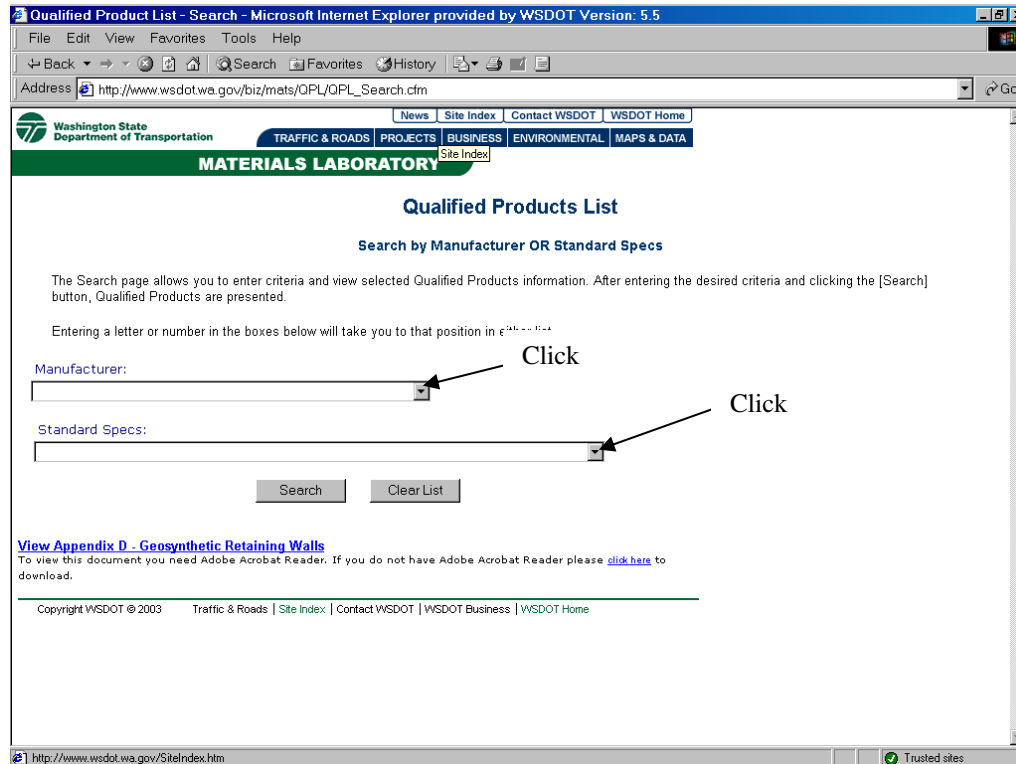 Qualified Product List - Search - Microsoft Internet Explorer provided by WSDOT Version: 5.5
File Edit View Favorites Tools Help
Back Search Favorites History
Address http://www.wsdot.wa.gov/biz/mats/QPL/QPL_Search.cfm Go
News Site Index Contact WSDOT WSDOT Home
Washington State
Department of Transportation
TRAFFIC & ROADS PROJECTS BUSINESS ENVIRONMENTAL MAPS & DATA
Site Index
MATERIALS LABORATORY
Qualified Products List
Search by Manufacturer OR Standard Specs
The Search page allows you to enter criteria and view selected Qualified Products information. After entering the desired criteria and clicking the [Search]
button, Qualified Products are presented.
Entering a letter or number in the boxes below will take you to that position in either list
Click
Manufacturer:
Click
Standard Specs:
Search Clear List
View Appendix D - Geosynthetic Retaining Walls
To view this document you need Adobe Acrobat Reader. If you do not have Adobe Acrobat Reader please click here to
download.
Copyright WSDOT © 2003 Traffic & Roads | Site Index | Contact WSDOT | WSDOT Business | WSDOT Home
http://www.wsdot.wa.gov/SiteIndex.htm Trusted sites